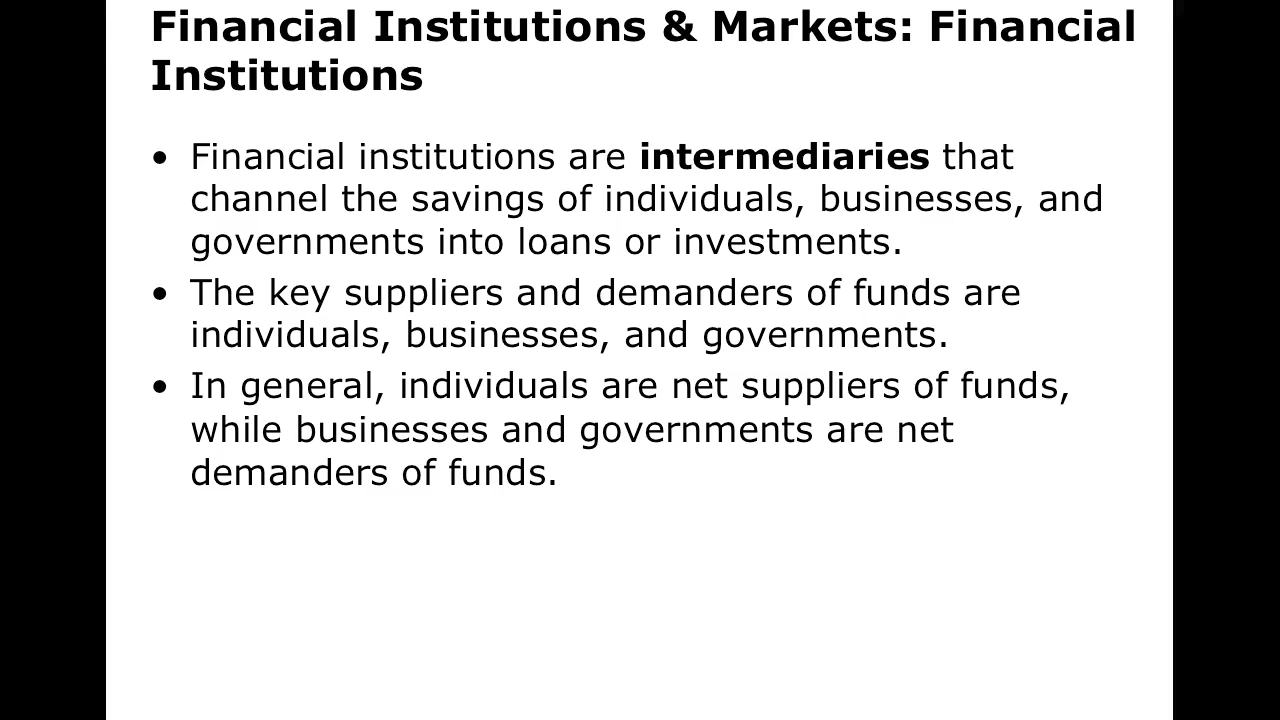 Financial Institutions & Markets: Financial
Institutions
• Financial institutions are intermediaries that
channel the savings of individuals, businesses, and
governments into loans or investments.
• The key suppliers and demanders of funds are
individuals, businesses, and governments.
• In general, individuals are net suppliers of funds,
while businesses and governments are net
demanders of funds.